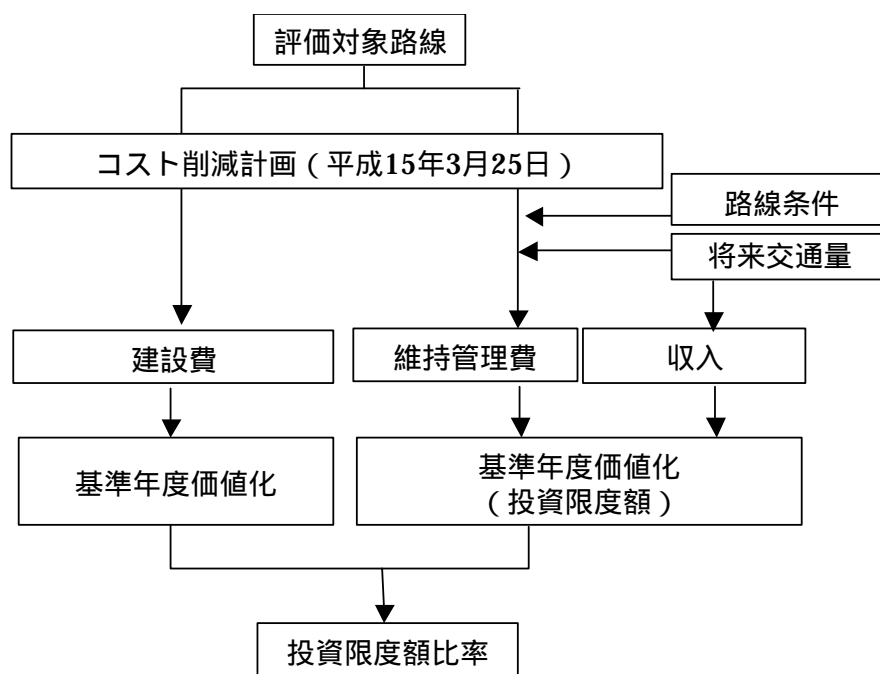 評価対象路線
コスト削減計画（平成15年3月25日）
路線条件
将来交通量
建設費
維持管理費
収入
基準年度価値化
基準年度価値化
（投資限度額）
投資限度額比率